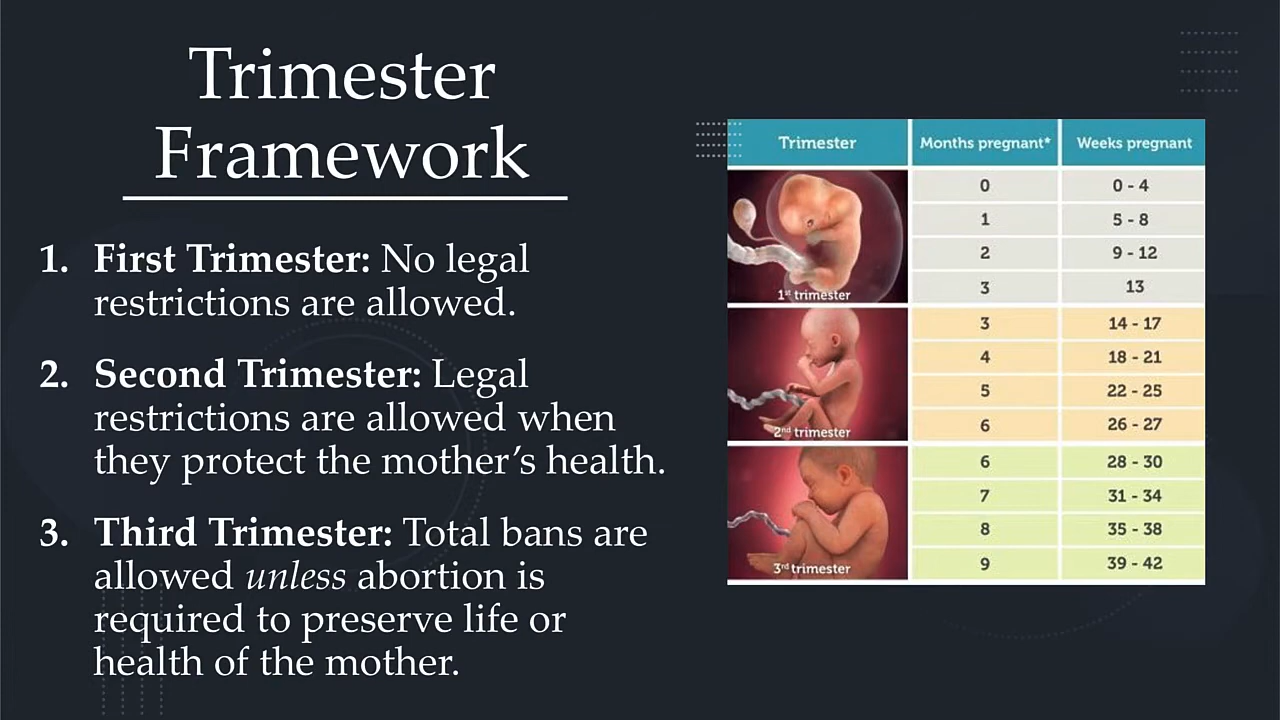 Trimester
Framework
1. First Trimester: No legal
restrictions are allowed.
2. Second Trimester: Legal
restrictions are allowed when
they protect the mother's health.
3. Third Trimester: Total bans are
allowed unless abortion is
required to preserve life or
health of the mother.
Trimester Months pregnant* Weeks pregnant
0 0 - 4
1 5 - 8
2 9 - 12
3 13
1st trimester
3 14 - 17
4 18 - 21
5 22 - 25
6 26 - 27
2nd trimester
6 28 - 30
7 31 - 34
8 35 - 38
9 39 - 42
3rd trimester